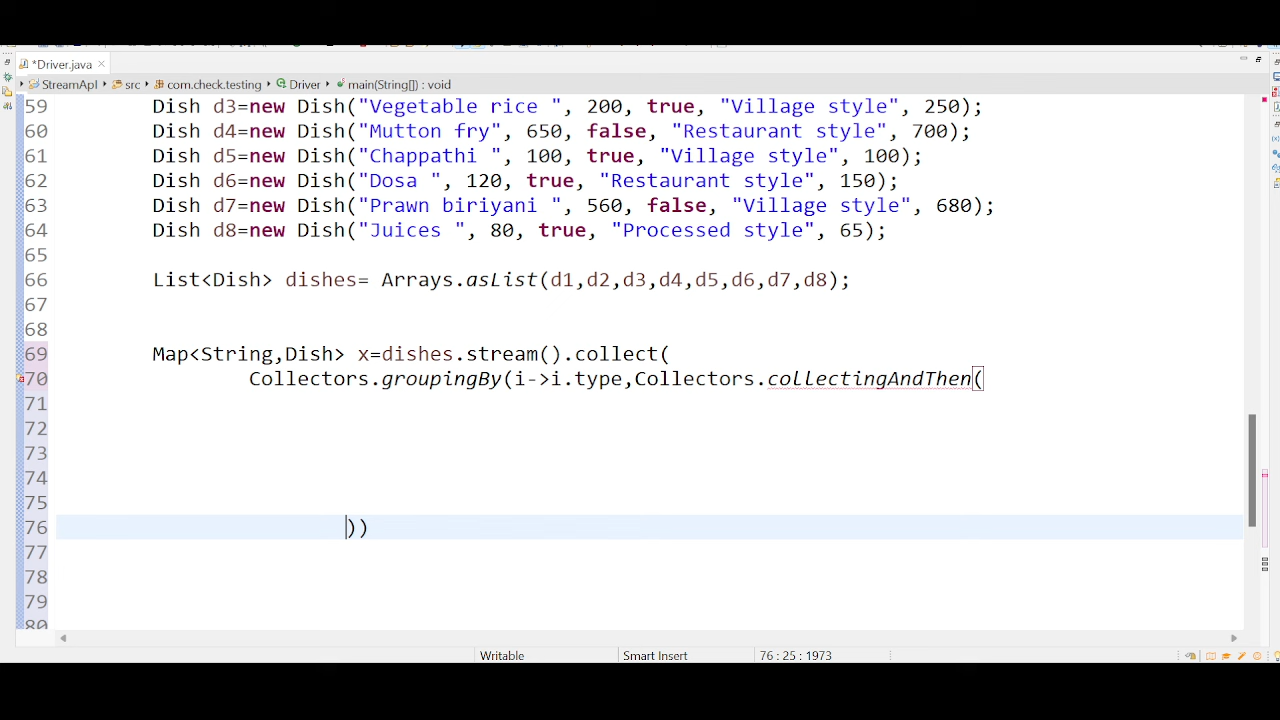 *Driver.java
StreamApI src com.check.testing Driver main(String[]) : void
59 Dish d3=new Dish("Vegetable rice ", 200, true, "Village style", 250);
60 Dish d4=new Dish("Mutton fry", 650, false, "Restaurant style", 700);
61 Dish d5=new Dish("Chappathi ", 100, true, "Village style", 100);
62 Dish d6=new Dish("Dosa ", 120, true, "Restaurant style", 150);
63 Dish d7=new Dish("Prawn biriyani ", 560, false, "Village style", 680);
64 Dish d8=new Dish("Juices ", 80, true, "Processed style", 65);
65
66 List<Dish> dishes= Arrays.asList(d1,d2,d3,d4,d5,d6,d7,d8);
67
68
69 Map<String,Dish> x=dishes.stream().collect(
70 Collectors.groupingBy(i->i.type,Collectors.collectingAndThen(
71
72
73
74
75
76 ))
77
78
79
80
Writable Smart Insert 76 : 25 : 1973